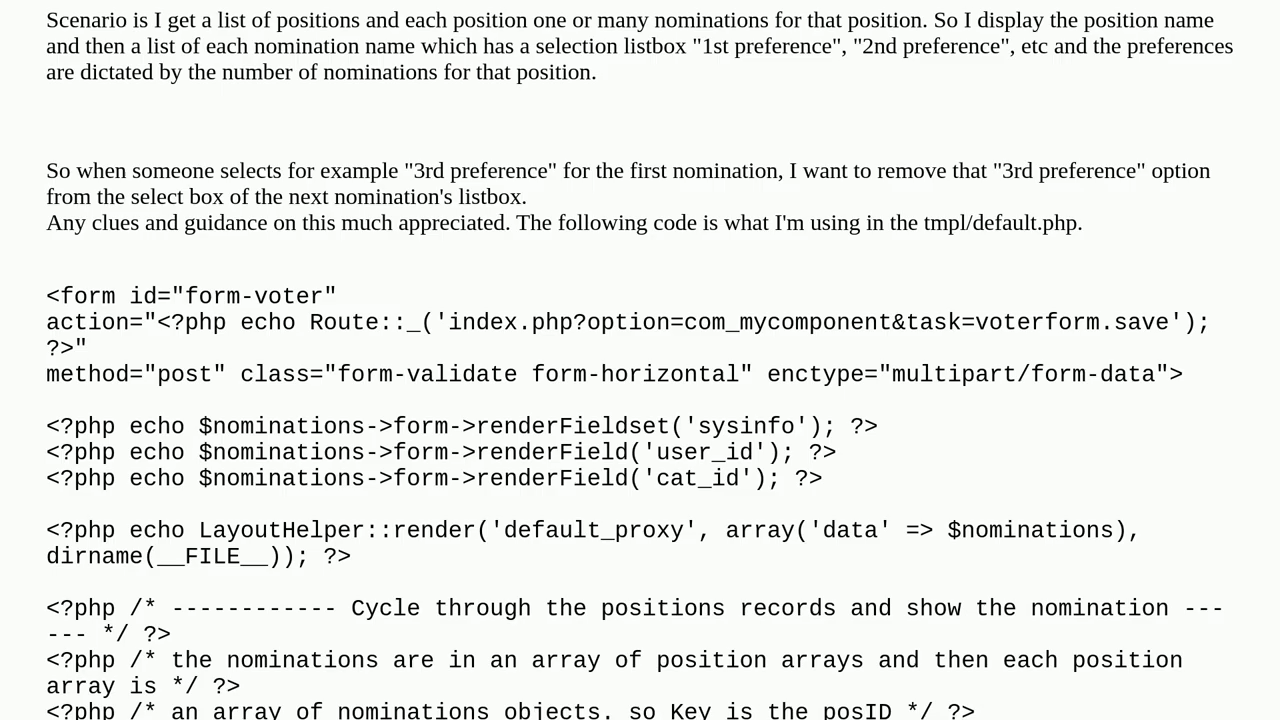 Scenario is I get a list of positions and each position one or many nominations for that position. So I display the position name
and then a list of each nomination name which has a selection listbox "1st preference", "2nd preference", etc and the preferences
are dictated by the number of nominations for that position.
So when someone selects for example "3rd preference" for the first nomination, I want to remove that "3rd preference" option
from the select box of the next nomination's listbox.
Any clues and guidance on this much appreciated. The following code is what I'm using in the tmpl/default.php.
<form id="form-voter"
action="<?php echo Route::_('index.php?option=com_mycomponent&task=voterform.save');
?>"
method="post" class="form-validate form-horizontal" enctype="multipart/form-data">
<?php echo $nominations->form->renderFieldset('sysinfo'); ?>
<?php echo $nominations->form->renderField('user_id'); ?>
<?php echo $nominations->form->renderField('cat_id'); ?>
<?php echo LayoutHelper::render('default_proxy', array('data' => $nominations),
dirname(__FILE__)); ?>
<?php /* ------------ Cycle through the positions records and show the nomination ---
--- */ ?>
<?php /* the nominations are in an array of position arrays and then each position
array is */ ?>
<?php /* an array of nominations objects. so Key is the posID */ ?>